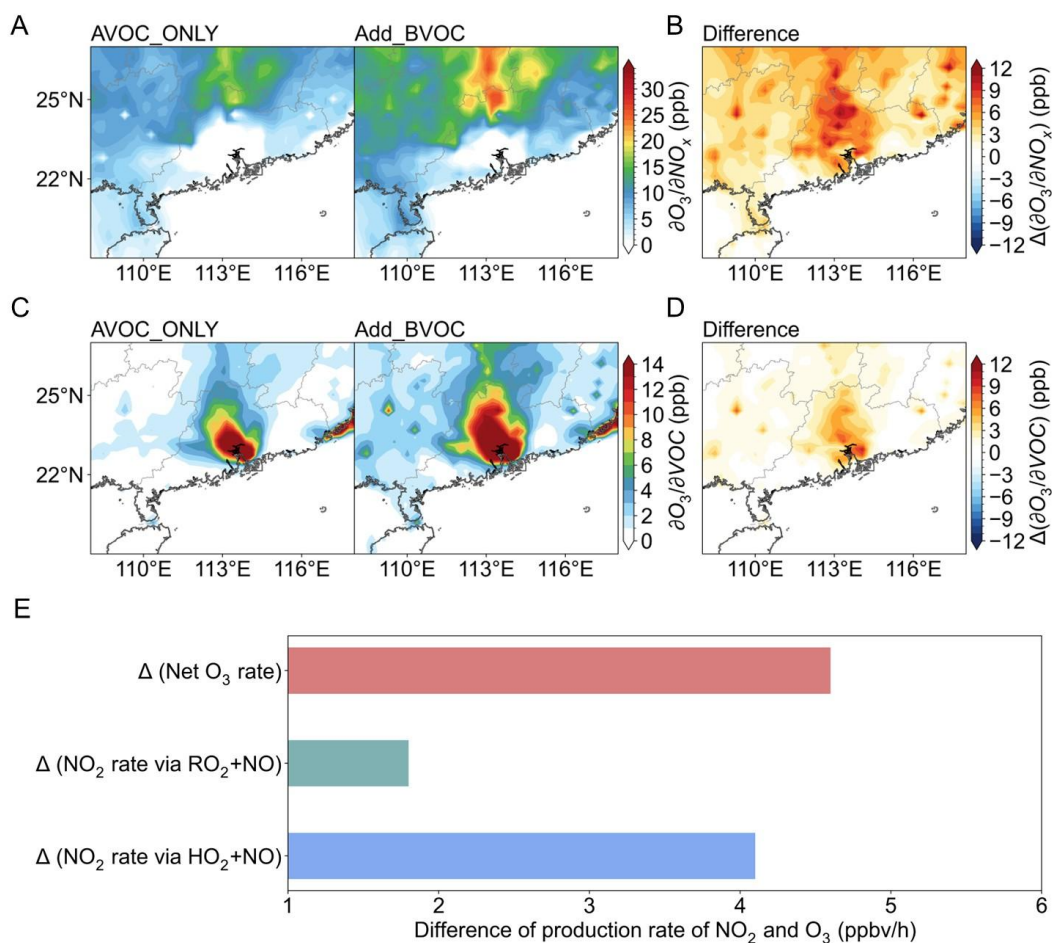 A
AVOC_ONLY
Add_BVOC
25°N
22°N
110°E
113°E
116°E
110°E
113°E
116°E
30
25
20
15
10
5
0
∂O₃/∂NOₓ (ppb)
B
Difference
110°E
113°E
116°E
12
9
6
3
0
−3
−6
−9
−12
Δ(∂O₃/∂NOₓ) (ppb)
C
AVOC_ONLY
Add_BVOC
25°N
22°N
110°E
113°E
116°E
110°E
113°E
116°E
14
12
10
8
6
4
2
0
∂O₃/∂VOC (ppb)
D
Difference
110°E
113°E
116°E
12
9
6
3
0
−3
−6
−9
−12
Δ(∂O₃/∂VOC) (ppb)
E
Δ (Net O₃ rate)
Δ (NO₂ rate via RO₂+NO)
Δ (NO₂ rate via HO₂+NO)
1
2
3
4
5
6
Difference of production rate of NO₂ and O₃ (ppbv/h)